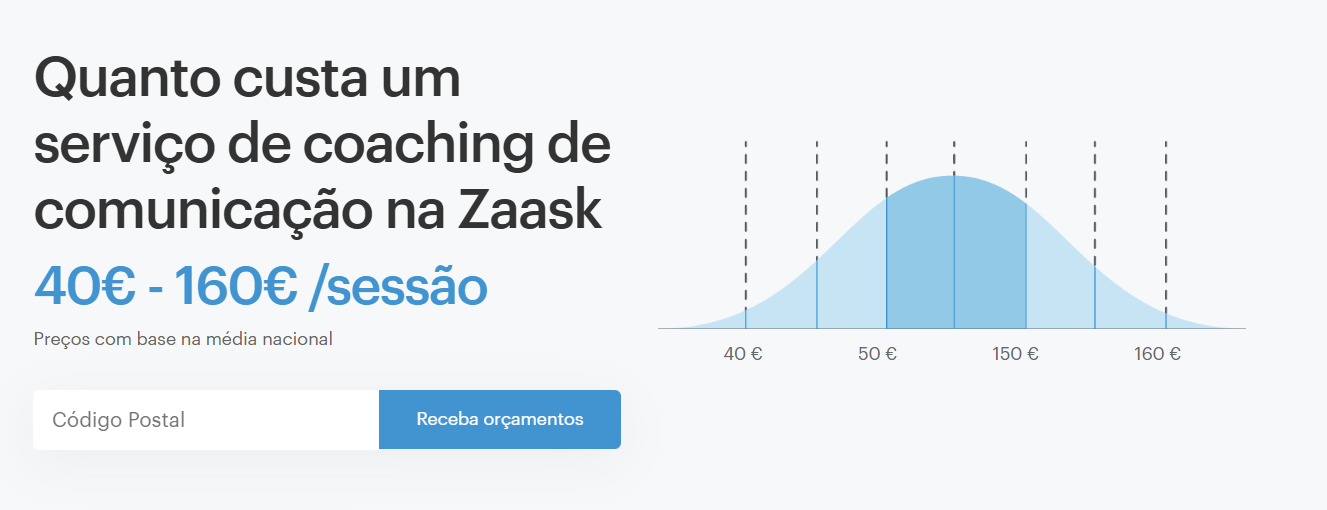 Quanto custa um
serviço de coaching de
comunicação na Zaask
40€ - 160€ /sessão
Preços com base na média nacional
Código Postal
Receba orçamentos
40 €
50 €
150 €
160 €